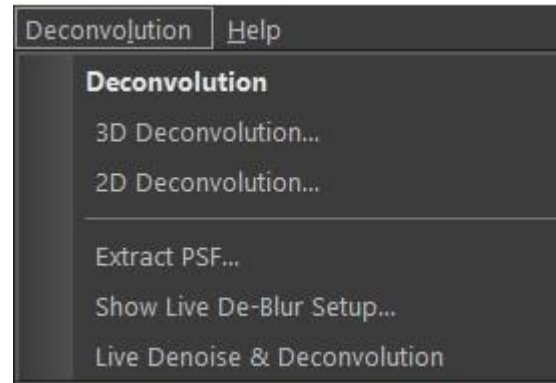 Deconvolution Help
Deconvolution
3D Deconvolution...
2D Deconvolution...
Extract PSF...
Show Live De-Blur Setup...
Live Denoise & Deconvolution